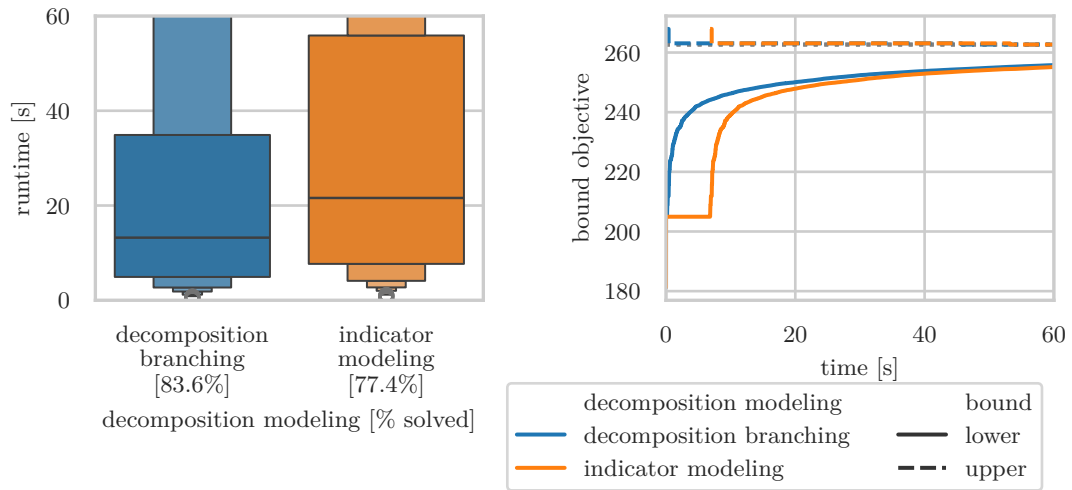 60
40
20
0
runtime [s]
decomposition
branching
[83.6%]
indicator
modeling
[77.4%]
decomposition modeling [% solved]
260
240
220
200
180
bound objective
0
20
40
60
time [s]
decomposition modeling
decomposition branching
indicator modeling
bound
lower
upper